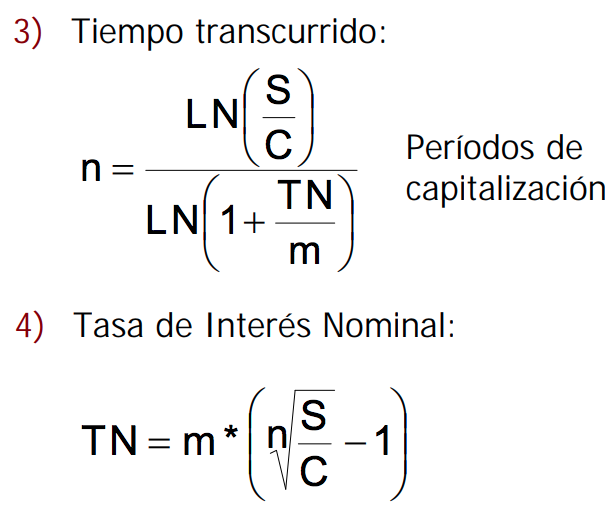 3) Tiempo transcurrido:
n = LN(S/C) / LN(1+ TN/m)
Períodos de
capitalización
4) Tasa de Interés Nominal:
TN = m * (ⁿ√(S/C) − 1)